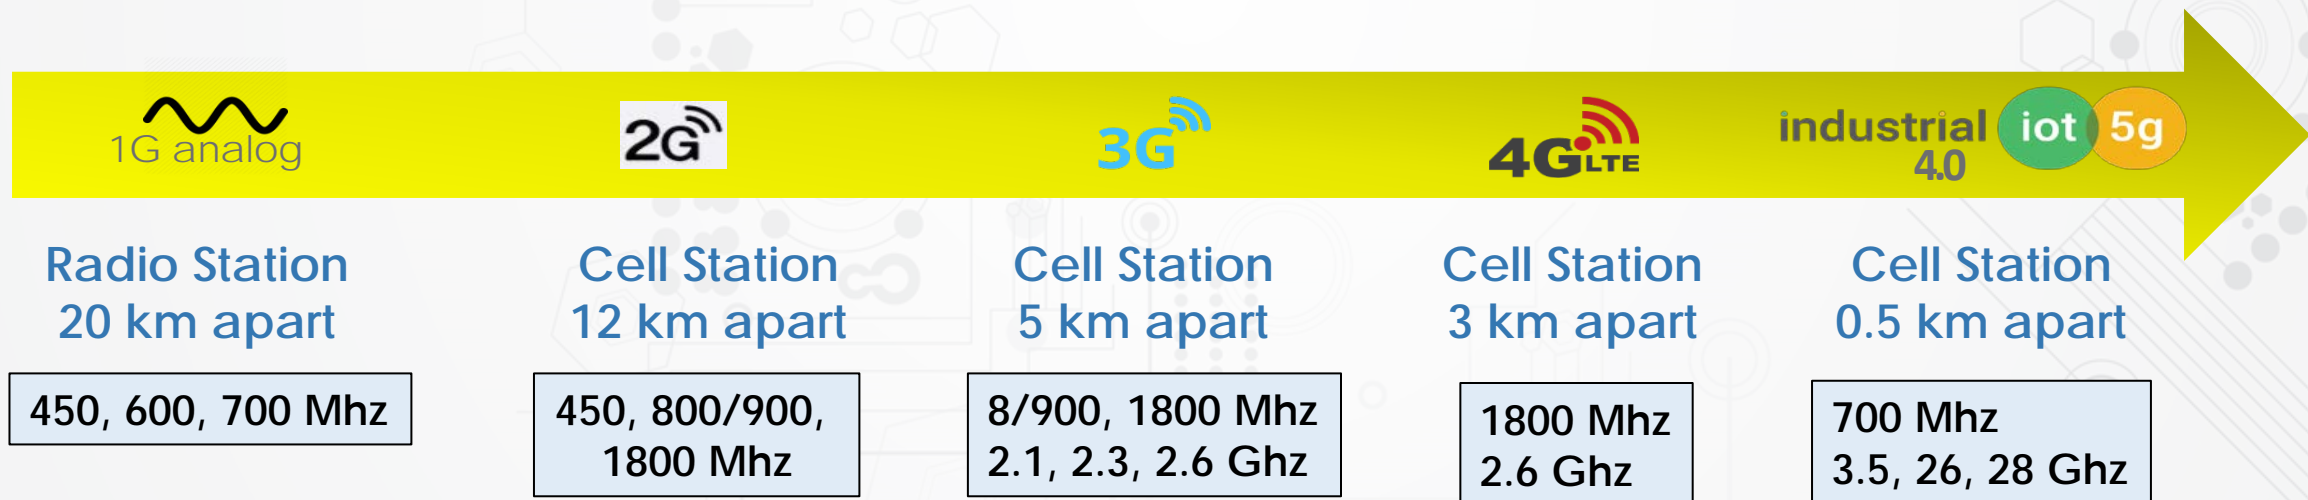 1G analog
2G
3G
4G LTE
industrial iot 5g
4.0
Radio Station
20 km apart
450, 600, 700 Mhz
Cell Station
12 km apart
450, 800/900,
1800 Mhz
Cell Station
5 km apart
8/900, 1800 Mhz
2.1, 2.3, 2.6 Ghz
Cell Station
3 km apart
1800 Mhz
2.6 Ghz
Cell Station
0.5 km apart
700 Mhz
3.5, 26, 28 Ghz